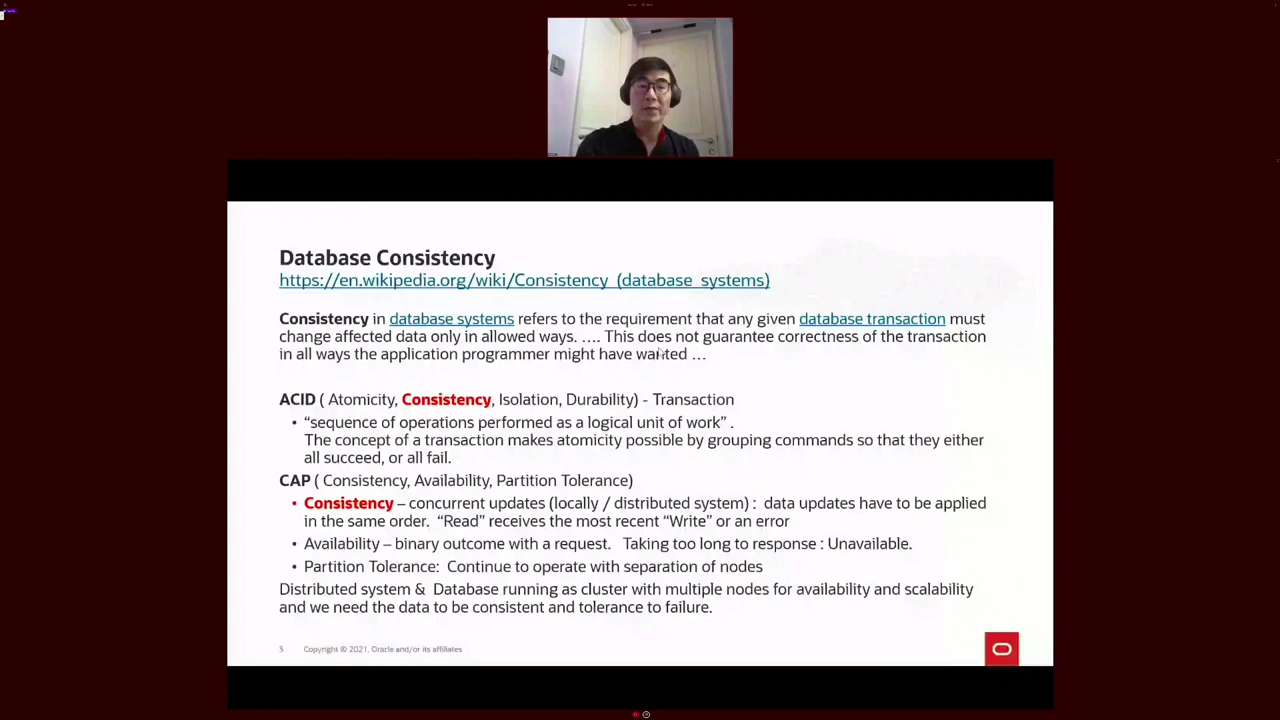 Database Consistency
https://en.wikipedia.org/wiki/Consistency_(database_systems)
Consistency in database systems refers to the requirement that any given database transaction must
change affected data only in allowed ways. …. This does not guarantee correctness of the transaction
in all ways the application programmer might have wanted …
ACID ( Atomicity, Consistency, Isolation, Durability) - Transaction
• “sequence of operations performed as a logical unit of work” .
The concept of a transaction makes atomicity possible by grouping commands so that they either
all succeed, or all fail.
CAP ( Consistency, Availability, Partition Tolerance)
• Consistency – concurrent updates (locally / distributed system) : data updates have to be applied
in the same order. “Read” receives the most recent “Write” or an error
• Availability – binary outcome with a request. Taking too long to response : Unavailable.
• Partition Tolerance: Continue to operate with separation of nodes
Distributed system & Database running as cluster with multiple nodes for availability and scalability
and we need the data to be consistent and tolerance to failure.
3 Copyright © 2021, Oracle and/or its affiliates